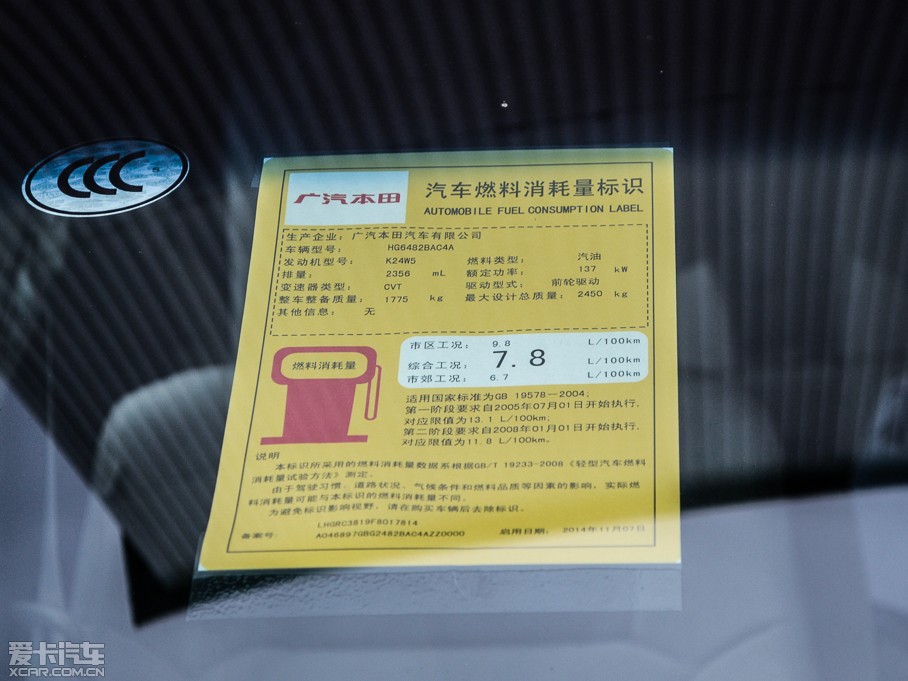 CCC S
广汽本田
汽车燃料消耗量标识
AUTOMOBILE FUEL CONSUMPTION LABEL
生产企业: 广汽本田汽车有限公司
车辆型号: HG6482BAC4A
发动机型号: K24W5 燃料类型: 汽油
排量: 2356 mL 额定功率: 137 kW
变速器类型: CVT 驱动型式: 前轮驱动
整车整备质量: 1775 kg 最大设计总质量: 2450 kg
其他信息: 无
燃料消耗量
市区工况: 9.8 L/100km
综合工况: 7.8 L/100km
市郊工况: 6.7 L/100km
适用国家标准为GB 19578-2004;
第一阶段要求自2005年07月01日开始执行,
对应限值为13.1 L/100km;
第二阶段要求自2008年01月01日开始执行,
对应限值为11.8 L/100km。
说明
本标识所采用的燃料消耗量数据系根据GB/T 19233-2008《轻型汽车燃料
消耗量试验方法》测定。
由于驾驶习惯、道路状况、气候条件和燃料品质等因素的影响,实际燃
料消耗量可能与本标识的燃料消耗量不同。
为避免标识影响视野,请在购买车辆后去除标识。
LHGRC3819F8017814
备案号: A046897GBG2482BAC4AZZ0000 启用日期: 2014年11月07日
爱卡汽车
XCAR.COM.CN